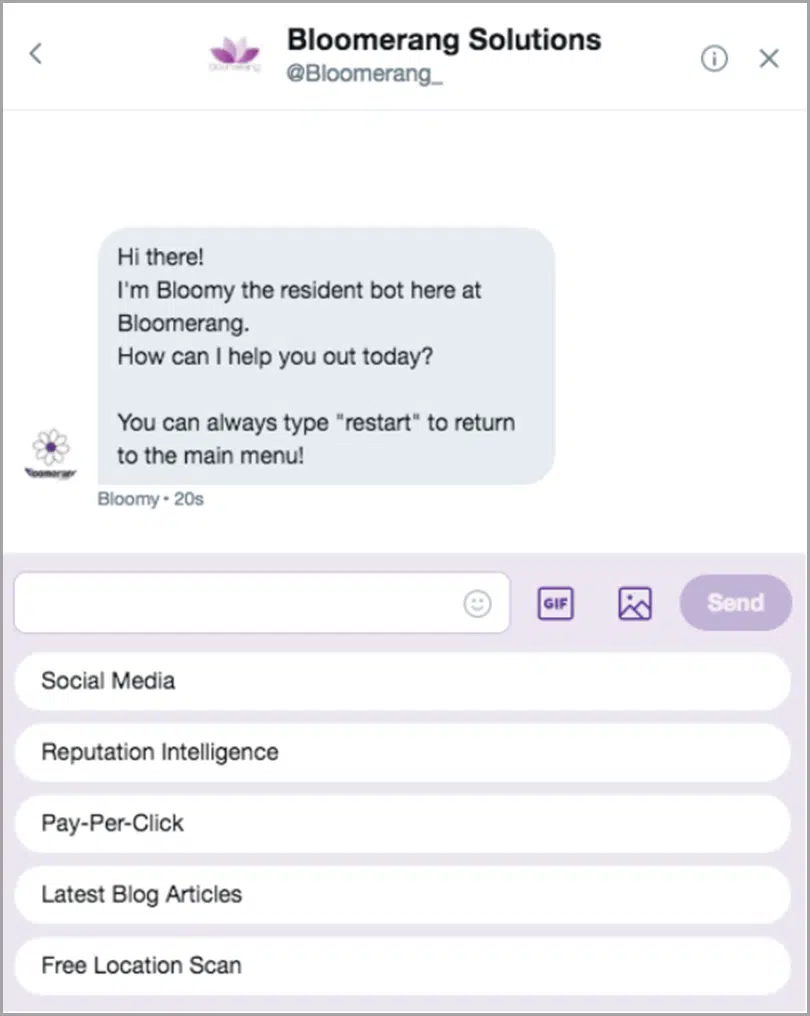 Bloomerang Solutions
@Bloomerang_
Hi there!
I'm Bloomy the resident bot here at
Bloomerang.
How can I help you out today?
You can always type "restart" to return
to the main menu!
Bloomy • 20s
GIF
Send
Social Media
Reputation Intelligence
Pay-Per-Click
Latest Blog Articles
Free Location Scan